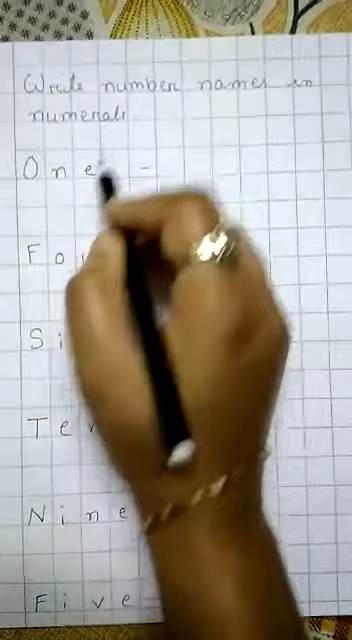 Write number names in
numerals
One -
Nine
Five -